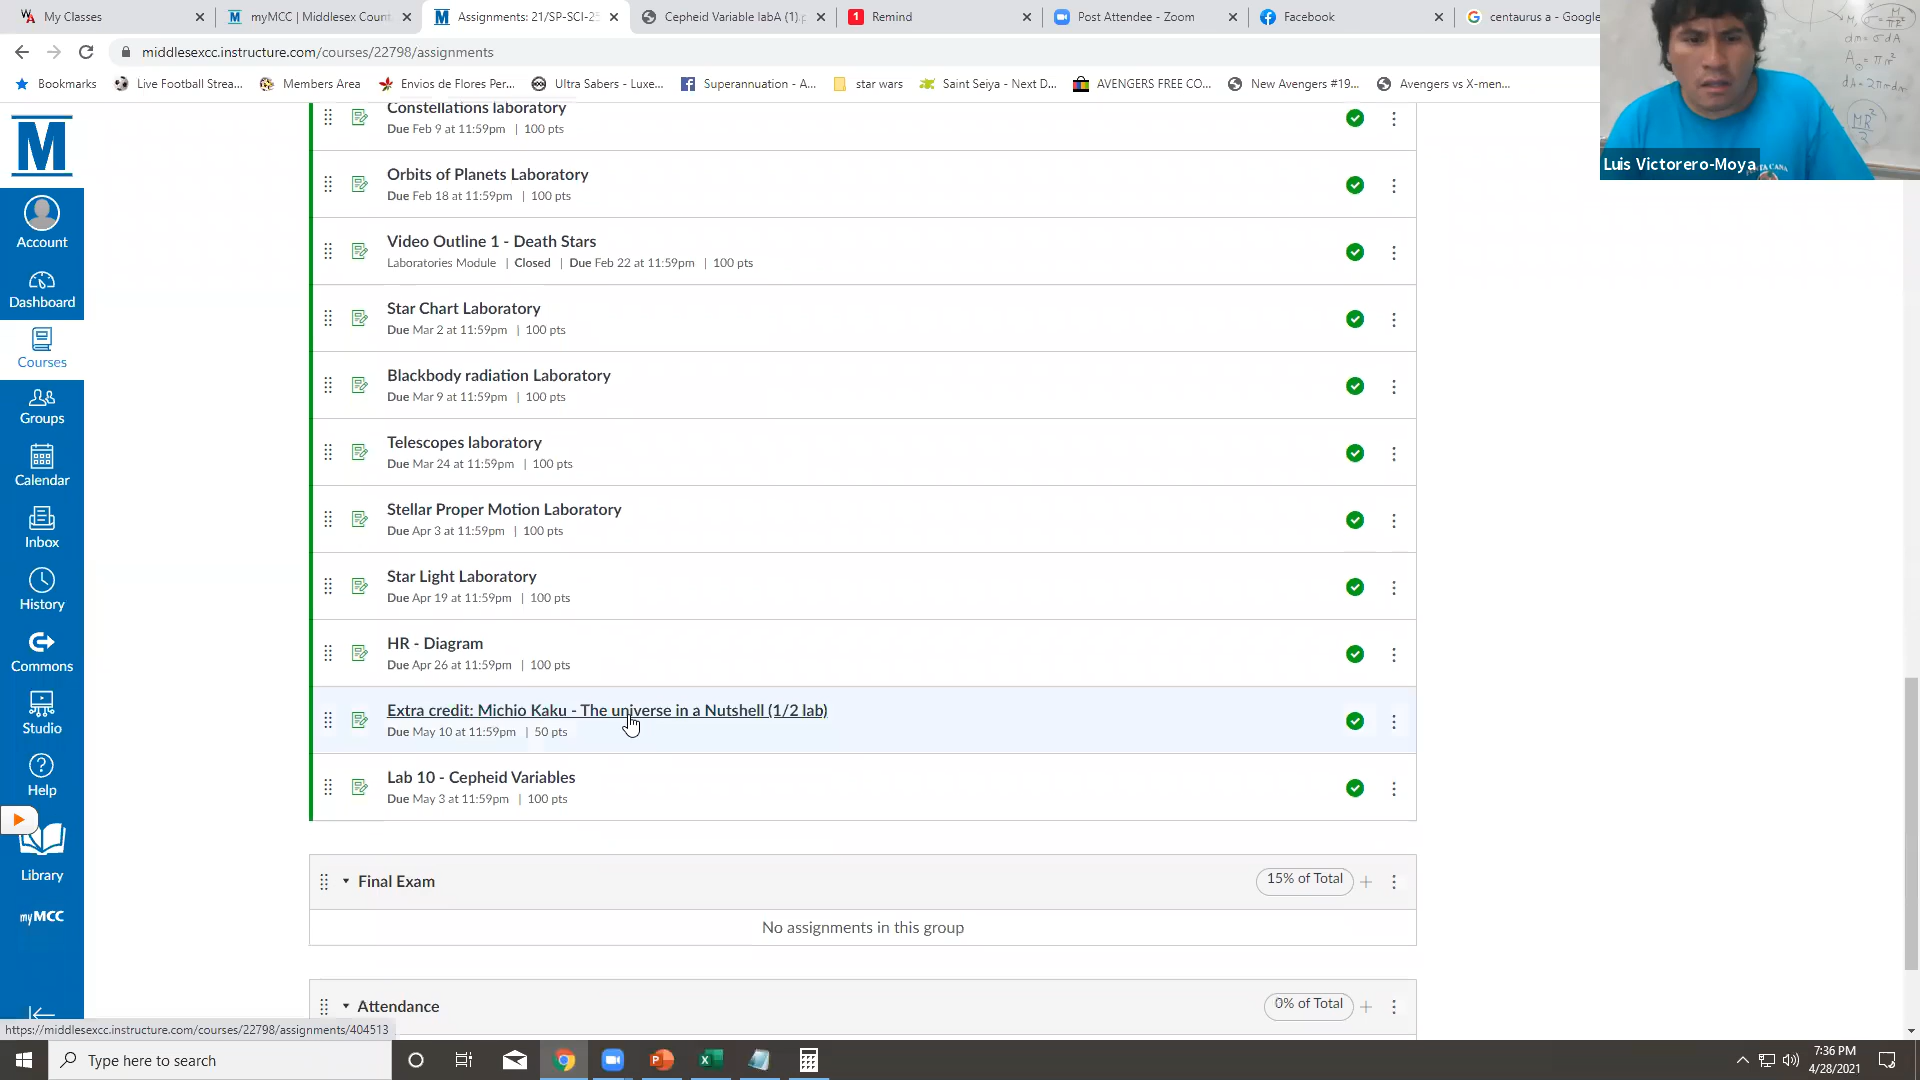 My Classes
myMCC | Middlesex Count
Assignments: 21/SP-SCI-25
Cepheid Variable labA (1).p
1 Remind
Post Attendee - Zoom
Facebook
centaurus a - Google
middlesexcc.instructure.com/courses/22798/assignments
Bookmarks
Live Football Strea...
Members Area
Envios de Flores Per...
Ultra Sabers - Luxe...
Superannuation - A...
star wars
Saint Seiya - Next D...
AVENGERS FREE CO...
New Avengers #19...
Avengers vs X-men...
Luis Victorero-Moya
M
Account
Dashboard
Courses
Groups
Calendar
Inbox
History
Commons
Studio
Help
Library
myMCC
Constellations laboratory
Due Feb 9 at 11:59pm | 100 pts
Orbits of Planets Laboratory
Due Feb 18 at 11:59pm | 100 pts
Video Outline 1 - Death Stars
Laboratories Module | Closed | Due Feb 22 at 11:59pm | 100 pts
Star Chart Laboratory
Due Mar 2 at 11:59pm | 100 pts
Blackbody radiation Laboratory
Due Mar 9 at 11:59pm | 100 pts
Telescopes laboratory
Due Mar 24 at 11:59pm | 100 pts
Stellar Proper Motion Laboratory
Due Apr 3 at 11:59pm | 100 pts
Star Light Laboratory
Due Apr 19 at 11:59pm | 100 pts
HR - Diagram
Due Apr 26 at 11:59pm | 100 pts
Extra credit: Michio Kaku - The universe in a Nutshell (1/2 lab)
Due May 10 at 11:59pm | 50 pts
Lab 10 - Cepheid Variables
Due May 3 at 11:59pm | 100 pts
Final Exam
15% of Total
No assignments in this group
Attendance
0% of Total
https://middlesexcc.instructure.com/courses/22798/assignments/404513
Type here to search
7:36 PM
4/28/2021